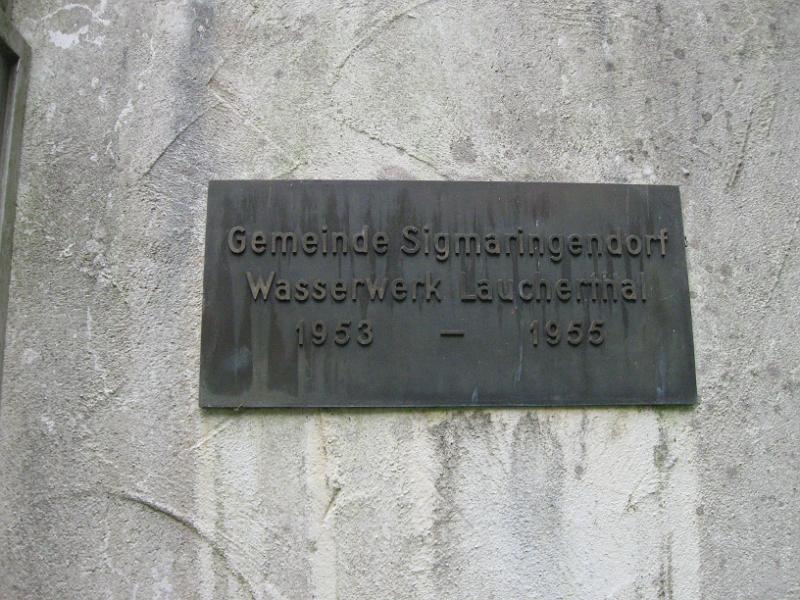 Gemeinde Sigmaringendorf
Wasserwerk Laucherthal
1953 – 1955